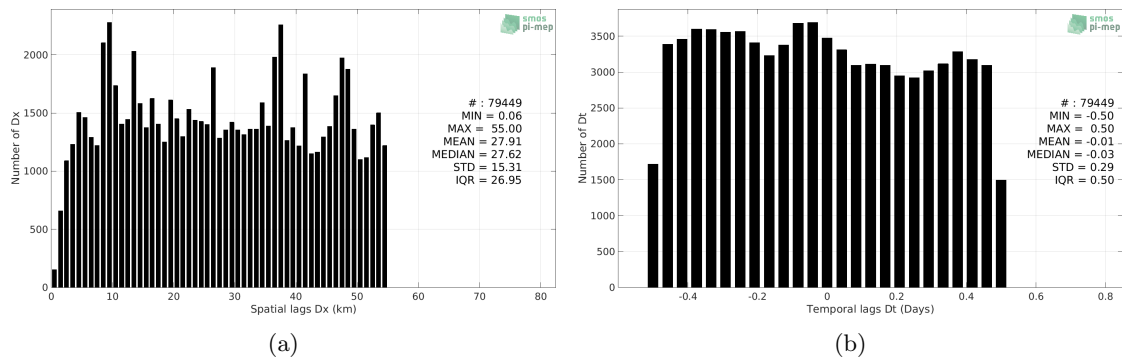 smos
pi-mep
2000
1500
1000
500
0
Number of Dx
# : 79449
MIN = 0.06
MAX = 55.00
MEAN = 27.91
MEDIAN = 27.62
STD = 15.31
IQR = 26.95
0 10 20 30 40 50 60 70 80
Spatial lags Dx (km)
(a)
smos
pi-mep
3500
3000
2500
2000
1500
1000
500
0
Number of Dt
# : 79449
MIN = -0.50
MAX = 0.50
MEAN = -0.01
MEDIAN = -0.03
STD = 0.29
IQR = 0.50
-0.4 -0.2 0 0.2 0.4 0.6 0.8
Temporal lags Dt (Days)
(b)